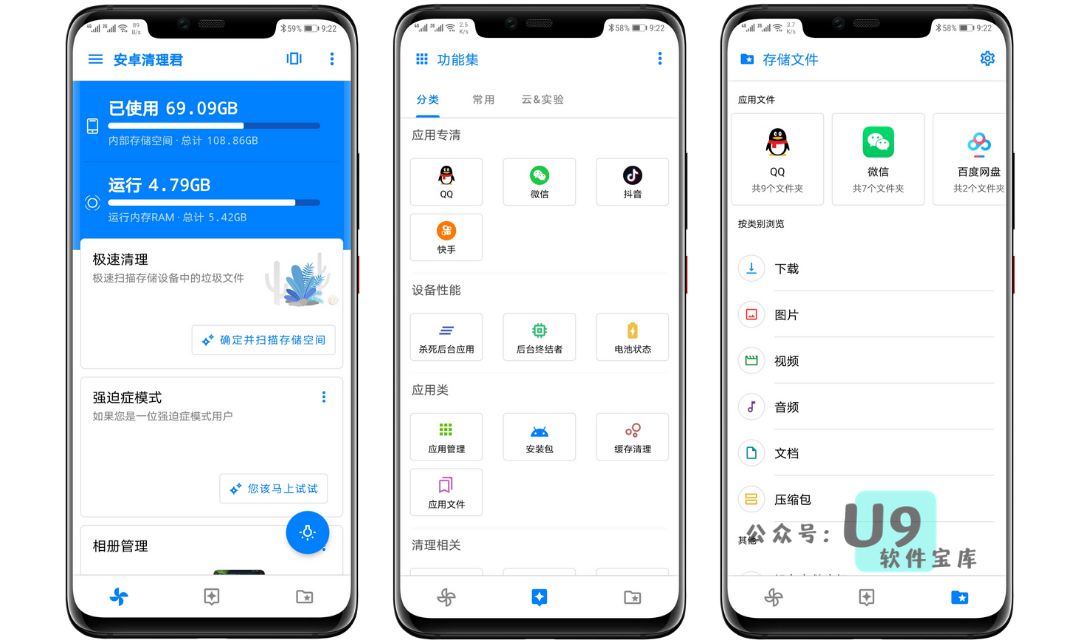 59% 9:22
安卓清理君
已使用 69.09GB
内部存储空间 · 总计 108.86GB
运行 4.79GB
运行内存RAM · 总计 5.42GB
极速清理
极速扫描存储设备中的垃圾文件
确定并扫描存储空间
强迫症模式
如果您是一位强迫症模式用户
您该马上试试
相册管理
58% 9:22
功能集
分类 常用 云&实验
应用专清
QQ 微信 抖音
快手
设备性能
杀死后台应用 后台终结者 电池状态
应用类
应用管理 安装包 缓存清理
应用文件
清理相关
58% 9:22
存储文件
应用文件
QQ 微信 百度网盘
共9个文件夹 共7个文件夹 共2个文件夹
按类别浏览
下载
图片
视频
音频
文档
压缩包
其他
公众号：U9
软件宝库